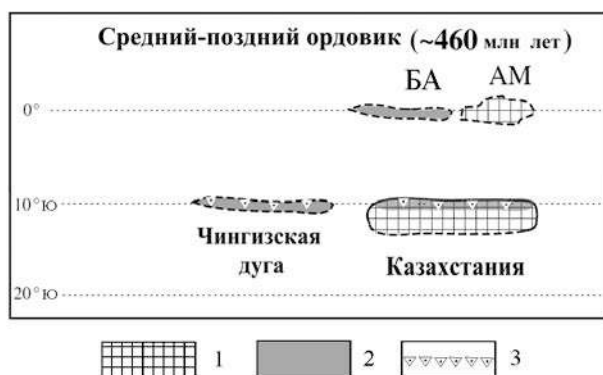 Средний-поздний ордовик (~460 млн лет)
БА АМ
0°
10°Ю
Чингизская
дуга
Казахстания
20°Ю
1 2 3